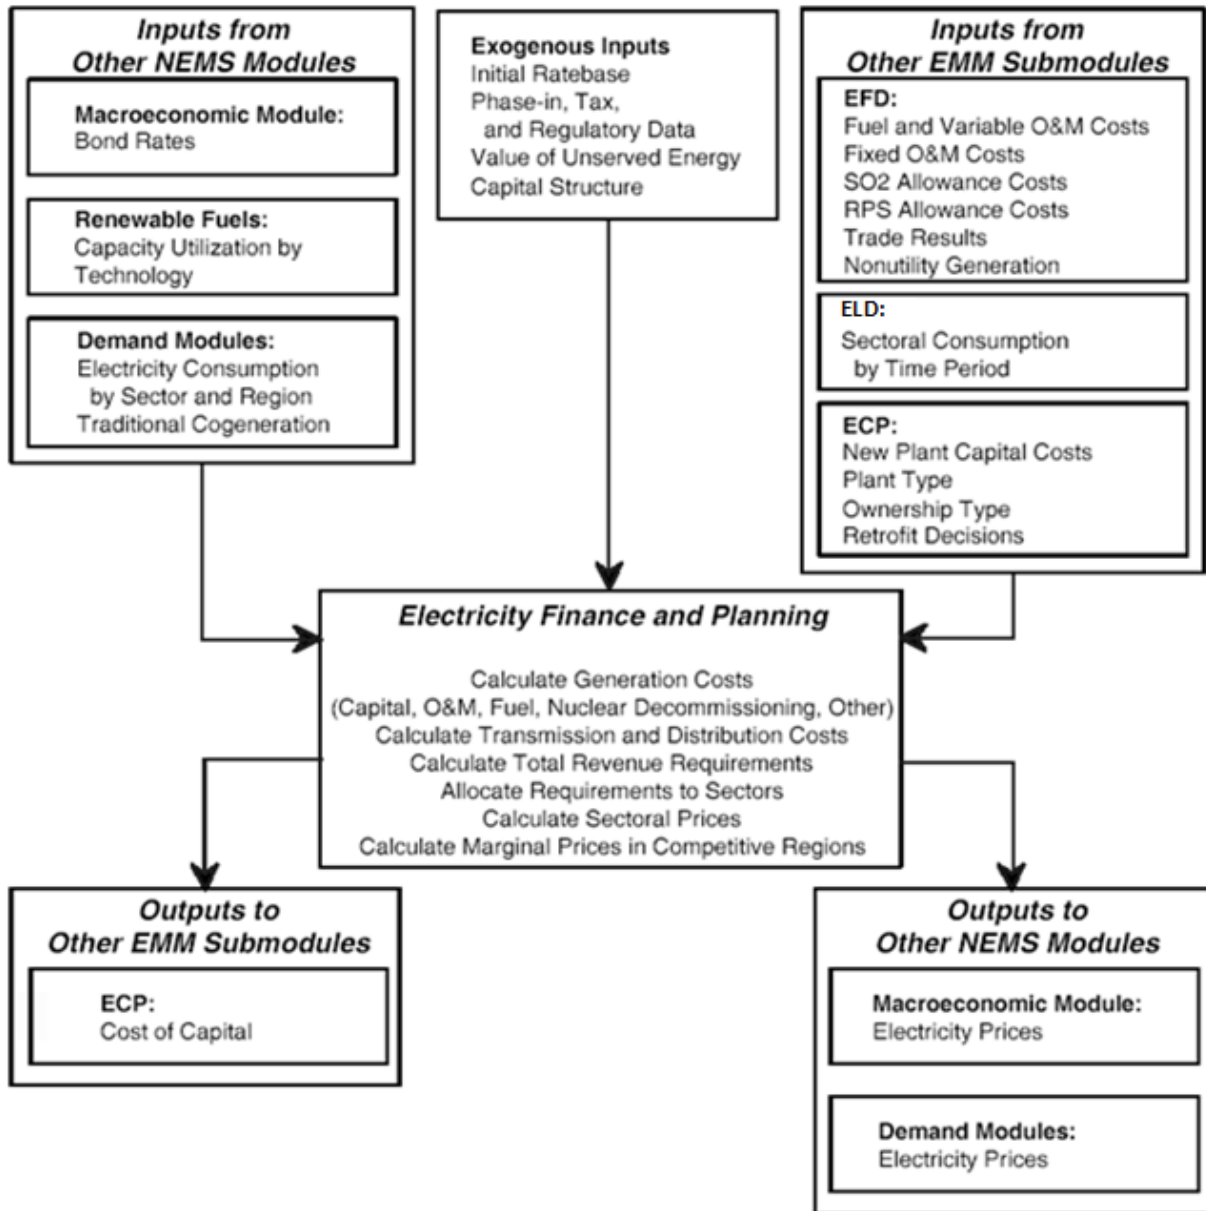 Inputs from
Other NEMS Modules
Macroeconomic Module:
Bond Rates
Renewable Fuels:
Capacity Utilization by
Technology
Demand Modules:
Electricity Consumption
by Sector and Region
Traditional Cogeneration
Exogenous Inputs
Initial Ratebase
Phase-in, Tax,
and Regulatory Data
Value of Unserved Energy
Capital Structure
Inputs from
Other EMM Submodules
EFD:
Fuel and Variable O&M Costs
Fixed O&M Costs
SO2 Allowance Costs
RPS Allowance Costs
Trade Results
Nonutility Generation
ELD:
Sectoral Consumption
by Time Period
ECP:
New Plant Capital Costs
Plant Type
Ownership Type
Retrofit Decisions
Electricity Finance and Planning
Calculate Generation Costs
(Capital, O&M, Fuel, Nuclear Decommissioning, Other)
Calculate Transmission and Distribution Costs
Calculate Total Revenue Requirements
Allocate Requirements to Sectors
Calculate Sectoral Prices
Calculate Marginal Prices in Competitive Regions
Outputs to
Other EMM Submodules
ECP:
Cost of Capital
Outputs to
Other NEMS Modules
Macroeconomic Module:
Electricity Prices
Demand Modules:
Electricity Prices